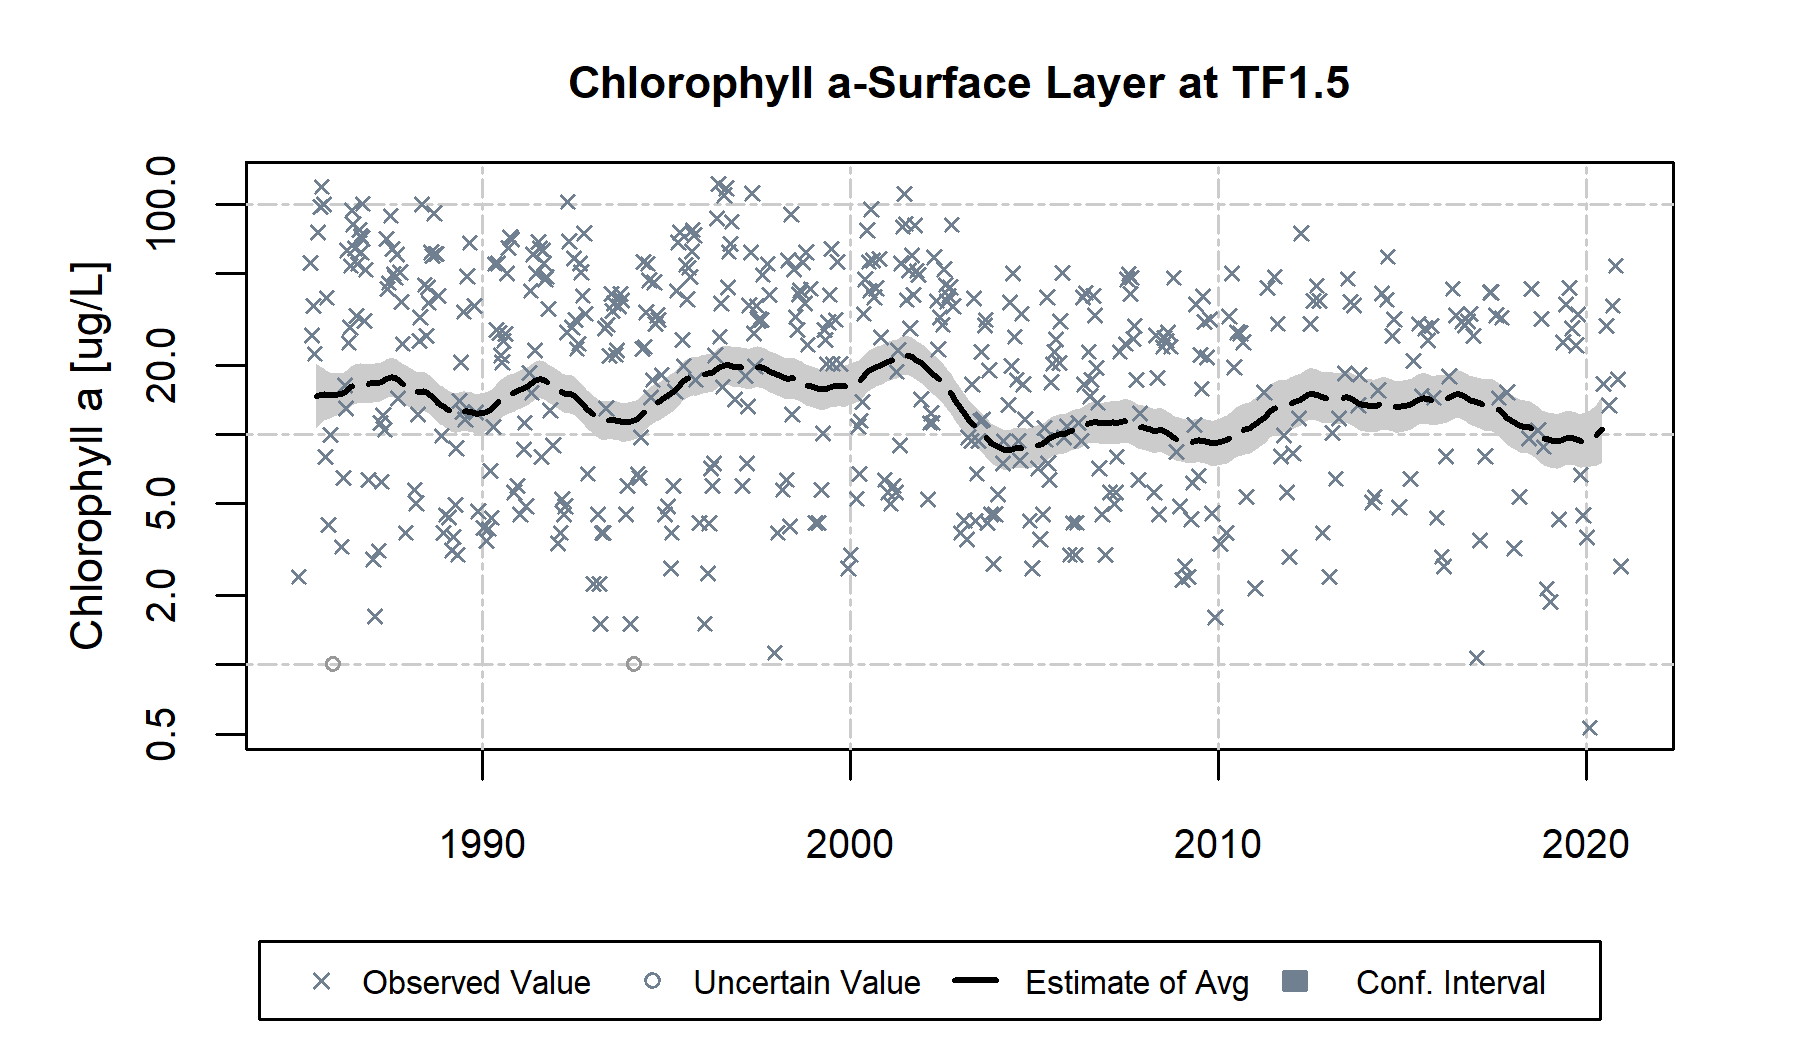 Chlorophyll a-Surface Layer at TF1.5
Chlorophyll a [ug/L]
100.0
20.0
5.0
2.0
0.5
1990
2000
2010
2020
Observed Value
Uncertain Value
Estimate of Avg
Conf. Interval